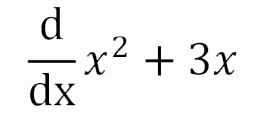 d/dx x² + 3x